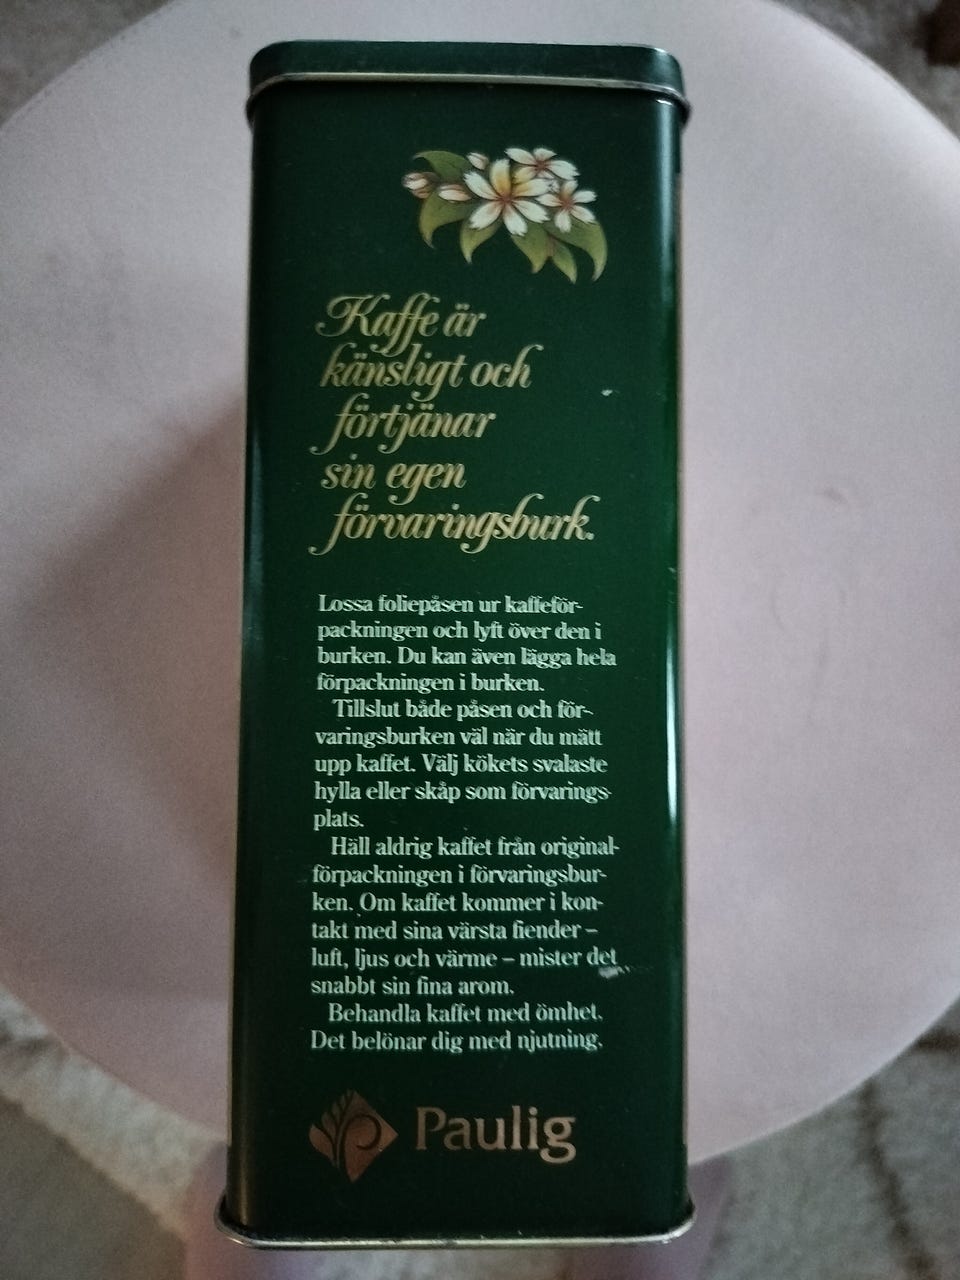 Kaffe är
känsligt och
förtjänar
sin egen
förvaringsburk.
Lossa foliepåsen ur kaffeför-
packningen och lyft över den i
burken. Du kan även lägga hela
förpackningen i burken.
Tillslut både påsen och för-
varingsburken väl när du mätt
upp kaffet. Välj kökets svalaste
hylla eller skåp som förvarings-
plats.
Häll aldrig kaffet från original-
förpackningen i förvaringsbur-
ken. Om kaffet kommer i kon-
takt med sina värsta fiender –
luft, ljus och värme – mister det
snabbt sin fina arom.
Behandla kaffet med ömhet.
Det belönar dig med njutning.
Paulig